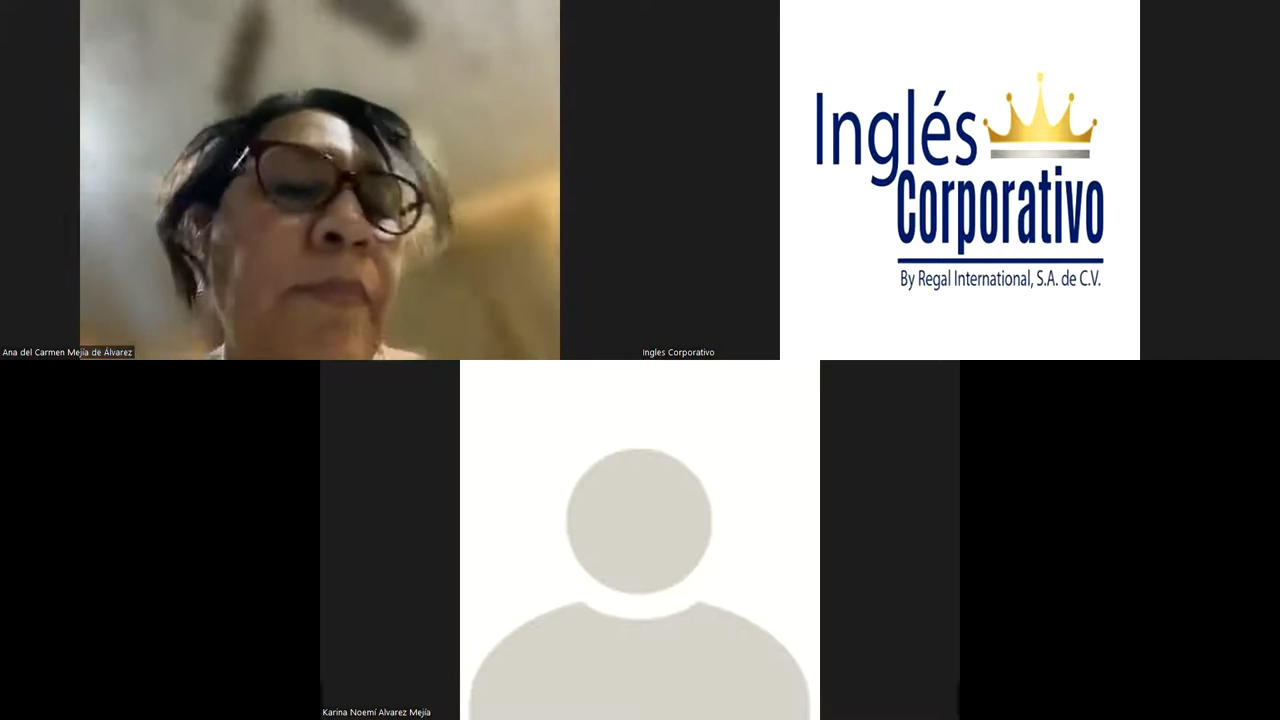 Inglés
Corporativo
By Regal International, S.A. de C.V.
Ana del Carmen Mejía de Álvarez
Ingles Corporativo
Karina Noemí Alvarez Mejía